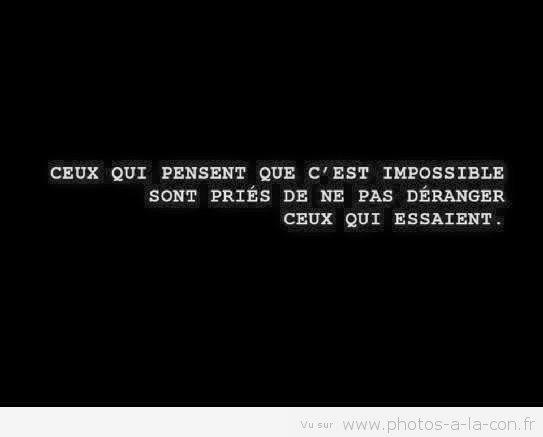 CEUX QUI PENSENT QUE C'EST IMPOSSIBLE
SONT PRIÉS DE NE PAS DÉRANGER
CEUX QUI ESSAIENT.
Vu sur www.photos-a-la-con.fr